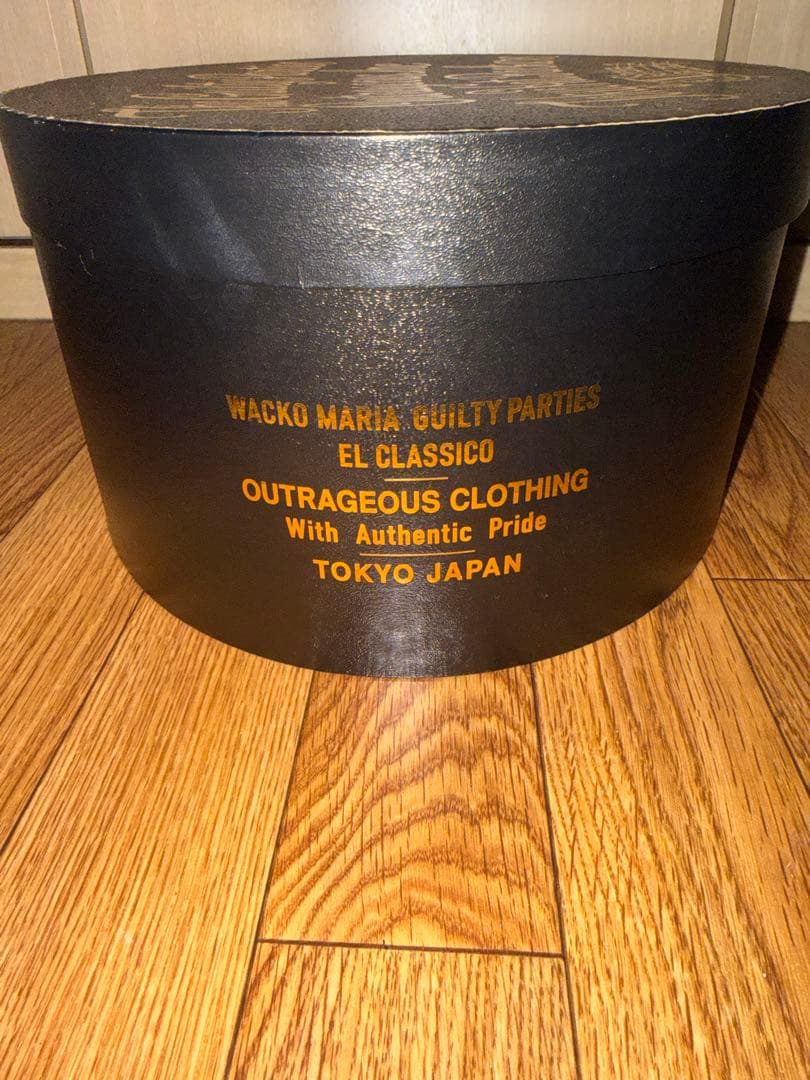 WACKO MARIA GUILTY PARTIES
EL CLASSICO
OUTRAGEOUS CLOTHING
With Authentic Pride
TOKYO JAPAN